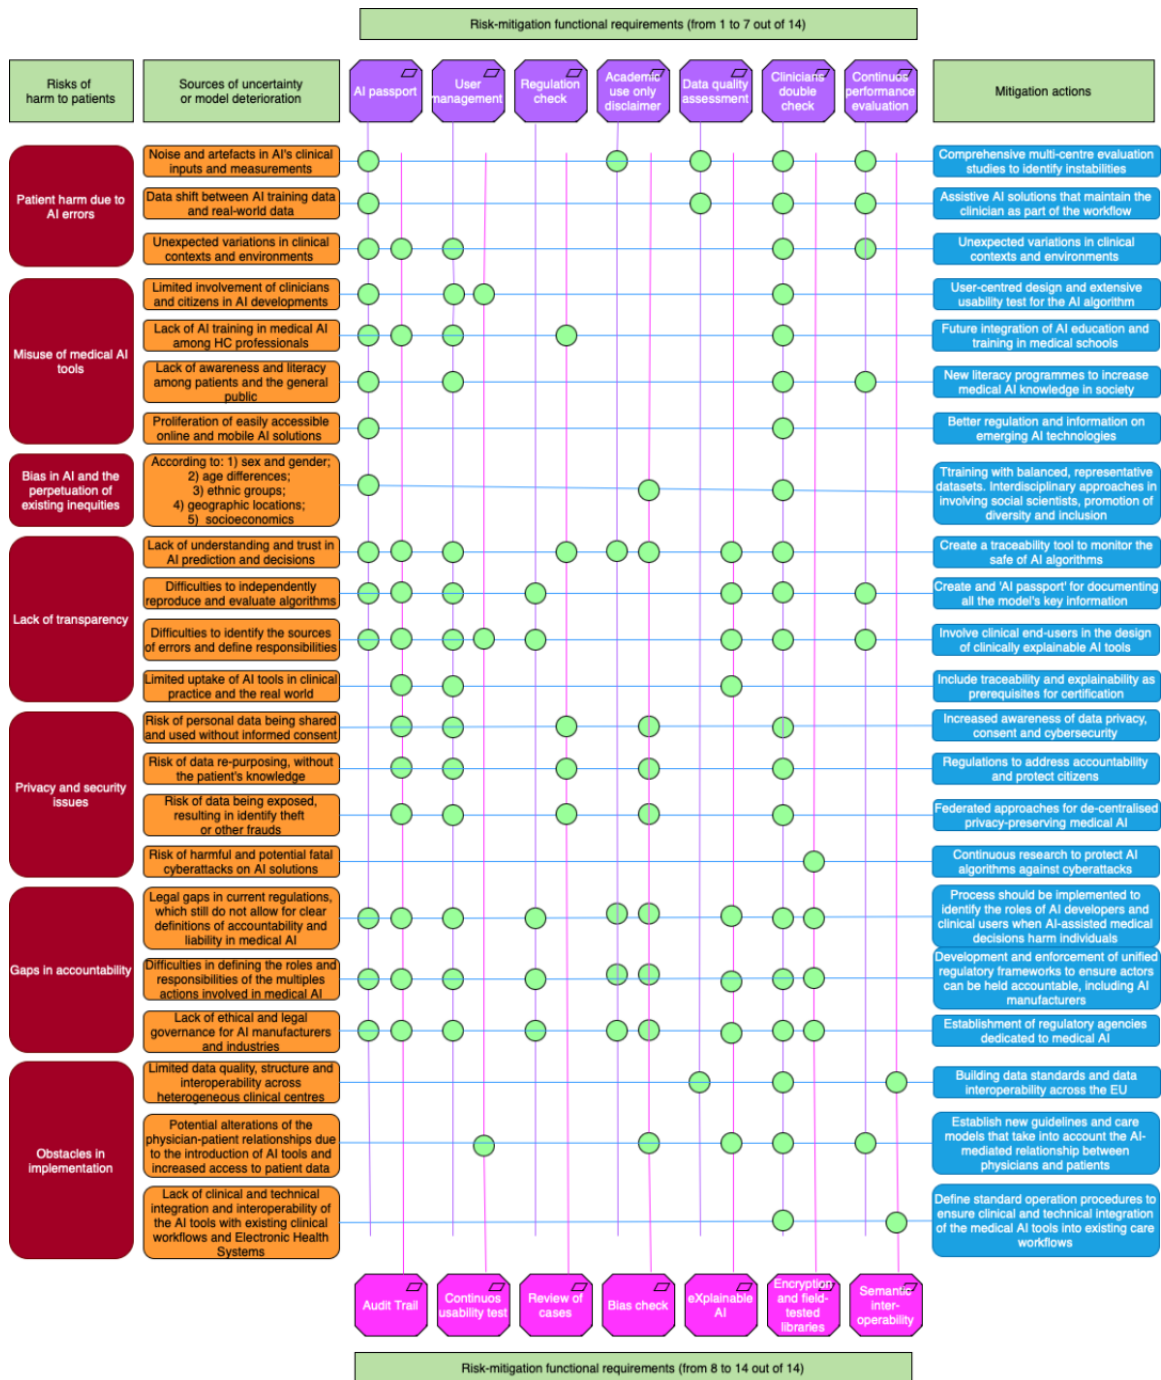 Risk-mitigation functional requirements (from 1 to 7 out of 14)
Risks of
harm to patients
Sources of uncertainty
or model deterioration
AI passport
User
management
Regulation
check
Academic
use only
disclaimer
Data quality
assessment
Clinicians
double
check
Continuos
performance
evaluation
Mitigation actions
Patient harm due to
AI errors
Noise and artefacts in AI's clinical
inputs and measurements
Comprehensive multi-centre evaluation
studies to identify instabilities
Data shift between AI training data
and real-world data
Assistive AI solutions that maintain the
clinician as part of the workflow
Unexpected variations in clinical
contexts and environments
Unexpected variations in clinical
contexts and environments
Misuse of medical AI
tools
Limited involvement of clinicians
and citizens in AI developments
User-centred design and extensive
usability test for the AI algorithm
Lack of AI training in medical AI
among HC professionals
Future integration of AI education and
training in medical schools
Lack of awareness and literacy
among patients and the general
public
New literacy programmes to increase
medical AI knowledge in society
Proliferation of easily accessible
online and mobile AI solutions
Better regulation and information on
emerging AI technologies
Bias in AI and the
perpetuation of
existing inequities
According to: 1) sex and gender;
2) age differences;
3) ethnic groups;
4) geographic locations;
5) socioeconomics
Ttraining with balanced, representative
datasets. Interdisciplinary approaches in
involving social scientists, promotion of
diversity and inclusion
Lack of transparency
Lack of understanding and trust in
AI prediction and decisions
Create a traceability tool to monitor the
safe of AI algorithms
Difficulties to independently
reproduce and evaluate algorithms
Create and 'AI passport' for documenting
all the model's key information
Difficulties to identify the sources
of errors and define responsibilities
Involve clinical end-users in the design
of clinically explainable AI tools
Limited uptake of AI tools in clinical
practice and the real world
Include traceability and explainability as
prerequisites for certification
Privacy and security
issues
Risk of personal data being shared
and used without informed consent
Increased awareness of data privacy,
consent and cybersecurity
Risk of data re-purposing, without
the patient's knowledge
Regulations to address accountability
and protect citizens
Risk of data being exposed,
resulting in identify theft
or other frauds
Federated approaches for de-centralised
privacy-preserving medical AI
Risk of harmful and potential fatal
cyberattacks on AI solutions
Continuous research to protect AI
algorithms against cyberattacks
Gaps in accountability
Legal gaps in current regulations,
which still do not allow for clear
definitions of accountability and
liability in medical AI
Process should be implemented to
identify the roles of AI developers and
clinical users when AI-assisted medical
decisions harm individuals
Difficulties in defining the roles and
responsibilities of the multiples
actions involved in medical AI
Development and enforcement of unified
regulatory frameworks to ensure actors
can be held accountable, including AI
manufacturers
Lack of ethical and legal
governance for AI manufacturers
and industries
Establishment of regulatory agencies
dedicated to medical AI
Obstacles in
implementation
Limited data quality, structure and
interoperability across
heterogeneous clinical centres
Building data standards and data
interoperability across the EU
Potential alterations of the
physician-patient relationships due
to the introduction of AI tools and
increased access to patient data
Establish new guidelines and care
models that take into account the AI-
mediated relationship between
physicians and patients
Lack of clinical and technical
integration and interoperability of
the AI tools with existing clinical
workflows and Electronic Health
Systems
Define standard operation procedures to
ensure clinical and technical integration
of the medical AI tools into existing care
workflows
Audit Trail
Continuos
usability test
Review of
cases
Bias check
eXplainable
AI
Encryption
and field-
tested
libraries
Semantic
inter-
operability
Risk-mitigation functional requirements (from 8 to 14 out of 14)